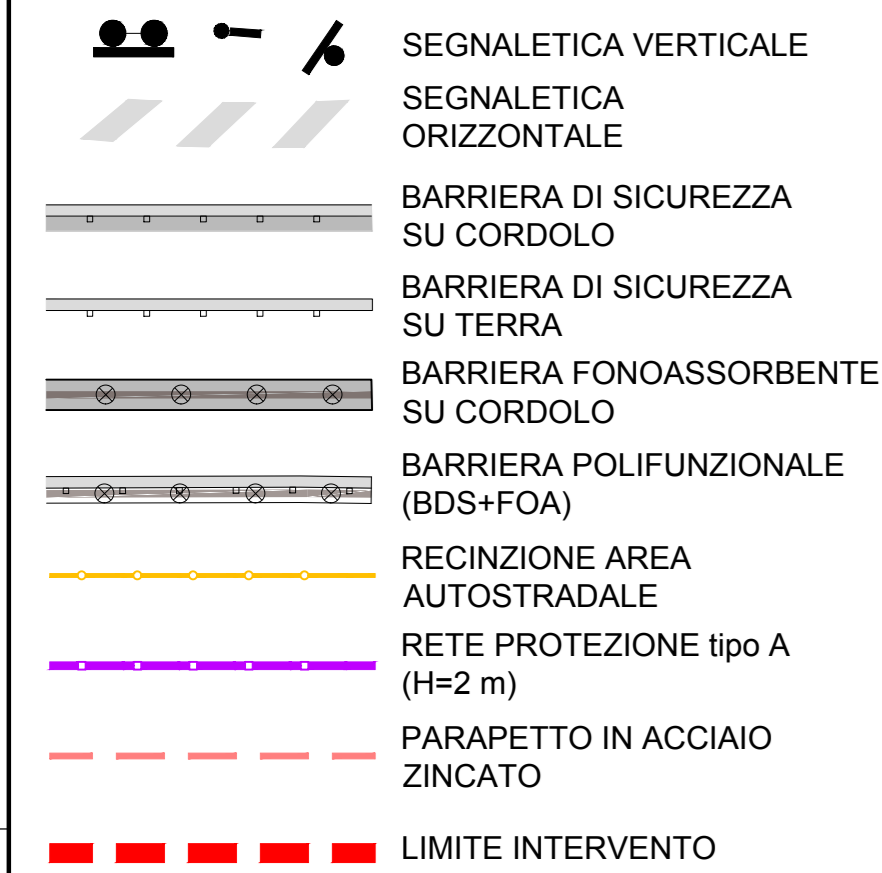 SEGNALETICA VERTICALE
SEGNALETICA
ORIZZONTALE
BARRIERA DI SICUREZZA
SU CORDOLO
BARRIERA DI SICUREZZA
SU TERRA
BARRIERA FONOASSORBENTE
SU CORDOLO
BARRIERA POLIFUNZIONALE
(BDS+FOA)
RECINZIONE AREA
AUTOSTRADALE
RETE PROTEZIONE tipo A
(H=2 m)
PARAPETTO IN ACCIAIO
ZINCATO
LIMITE INTERVENTO